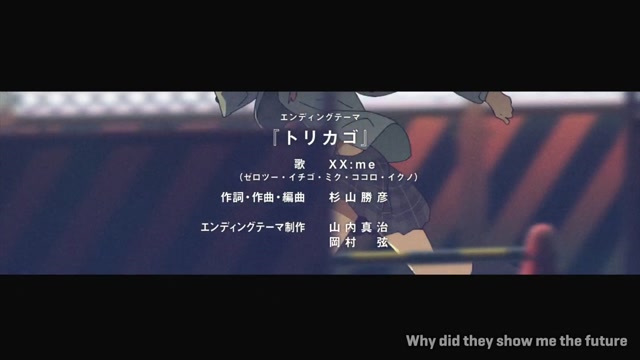 エンディングテーマ
『トリカゴ』
歌 XX:me
（ゼロツー・イチゴ・ミク・ココロ・イクノ）
作詞・作曲・編曲 杉山勝彦
エンディングテーマ制作 山内真治
岡村 弦
Why did they show me the future